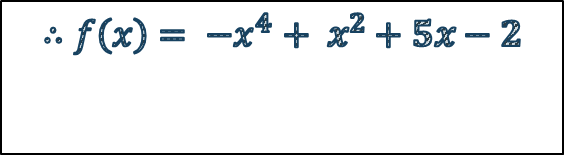 ∴ f(x) = −x⁴ + x² + 5x − 2